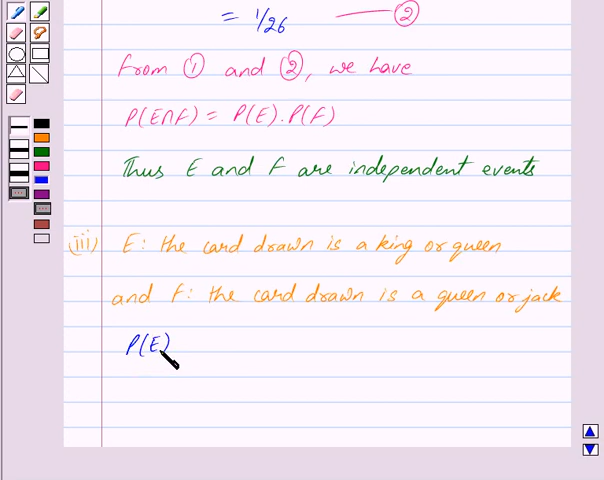 = 1/26 —— ②
From ① and ②, we have
P(E∩F) = P(E).P(F)
Thus E and F are independent events
(iii) E: the card drawn is a king or queen
and F: the card drawn is a queen or jack
P(E)